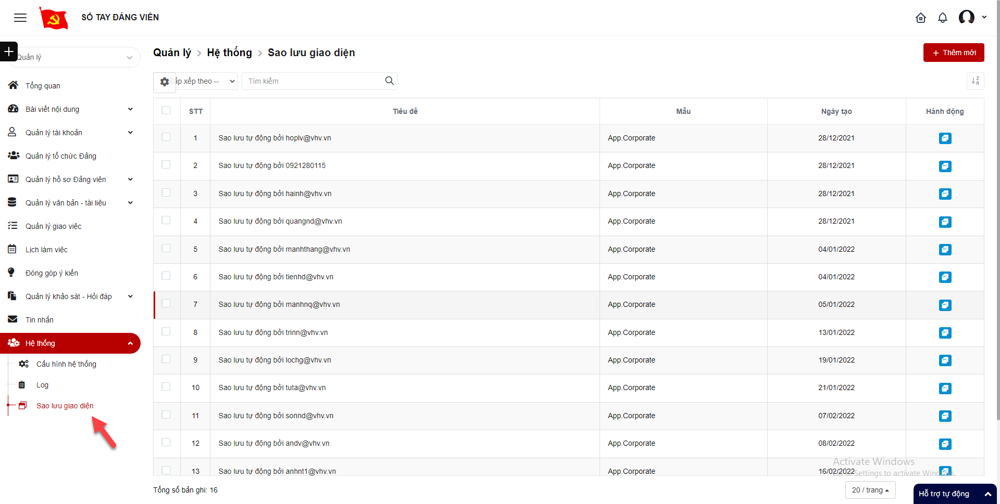 SỔ TAY ĐẢNG VIÊN
Quản lý
Quản lý > Hệ thống > Sao lưu giao diện
+ Thêm mới
ắp xếp theo --
Tìm kiếm
Tổng quan
Bài viết nội dung
Quản lý tài khoản
Quản lý tổ chức Đảng
Quản lý hồ sơ Đảng viên
Quản lý văn bản - tài liệu
Quản lý giao việc
Lịch làm việc
Đóng góp ý kiến
Quản lý khảo sát - Hỏi đáp
Tin nhắn
Hệ thống
Cấu hình hệ thống
Log
Sao lưu giao diện
STT Tiêu đề Mẫu Ngày tạo Hành động
1 Sao lưu tự động bởi hoplv@vhv.vn App.Corporate 28/12/2021
2 Sao lưu tự động bởi 0921280115 App.Corporate 28/12/2021
3 Sao lưu tự động bởi hainh@vhv.vn App.Corporate 28/12/2021
4 Sao lưu tự động bởi quangnd@vhv.vn App.Corporate 28/12/2021
5 Sao lưu tự động bởi manhthang@vhv.vn App.Corporate 04/01/2022
6 Sao lưu tự động bởi tienhd@vhv.vn App.Corporate 04/01/2022
7 Sao lưu tự động bởi manhnq@vhv.vn App.Corporate 05/01/2022
8 Sao lưu tự động bởi trinn@vhv.vn App.Corporate 13/01/2022
9 Sao lưu tự động bởi lochg@vhv.vn App.Corporate 19/01/2022
10 Sao lưu tự động bởi tuta@vhv.vn App.Corporate 21/01/2022
11 Sao lưu tự động bởi sonnd@vhv.vn App.Corporate 07/02/2022
12 Sao lưu tự động bởi andv@vhv.vn App.Corporate 08/02/2022
13 Sao lưu tự động bởi anhnt1@vhv.vn App.Corporate 16/02/2022
Activate Windows
Go to Settings to activate Windows.
Tổng số bản ghi: 16
20 / trang
Hỗ trợ tự động